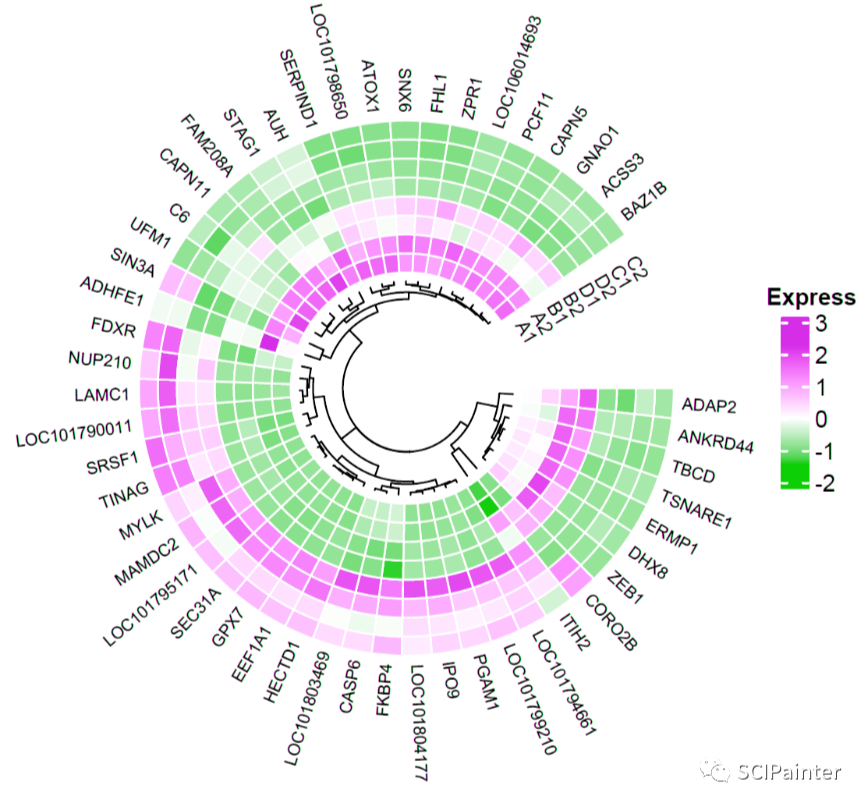 LOC101798650
SERPIND1
ATOX1
SNX6
FHL1
ZPR1
LOC106014693
PCF11
CAPN5
GNAO1
ACSS3
BAZ1B
AUH
STAG1
FAM208A
CAPN11
C6
UFM1
SIN3A
ADHFE1
FDXR
NUP210
LAMC1
LOC101790011
SRSF1
TINAG
MYLK
MAMDC2
LOC101795171
SEC31A
GPX7
EEF1A1
HECTD1
LOC101803469
CASP6
FKBP4
LOC101804177
IPO9
PGAM1
LOC101799210
LOC101794661
ITIH2
CORO2B
ZEB1
DHX8
ERMP1
TSNARE1
TBCD
ANKRD44
ADAP2
A1
A2
B1
B2
D1
D2
C1
C2
Express
3
2
1
0
-1
-2
SCIPainter